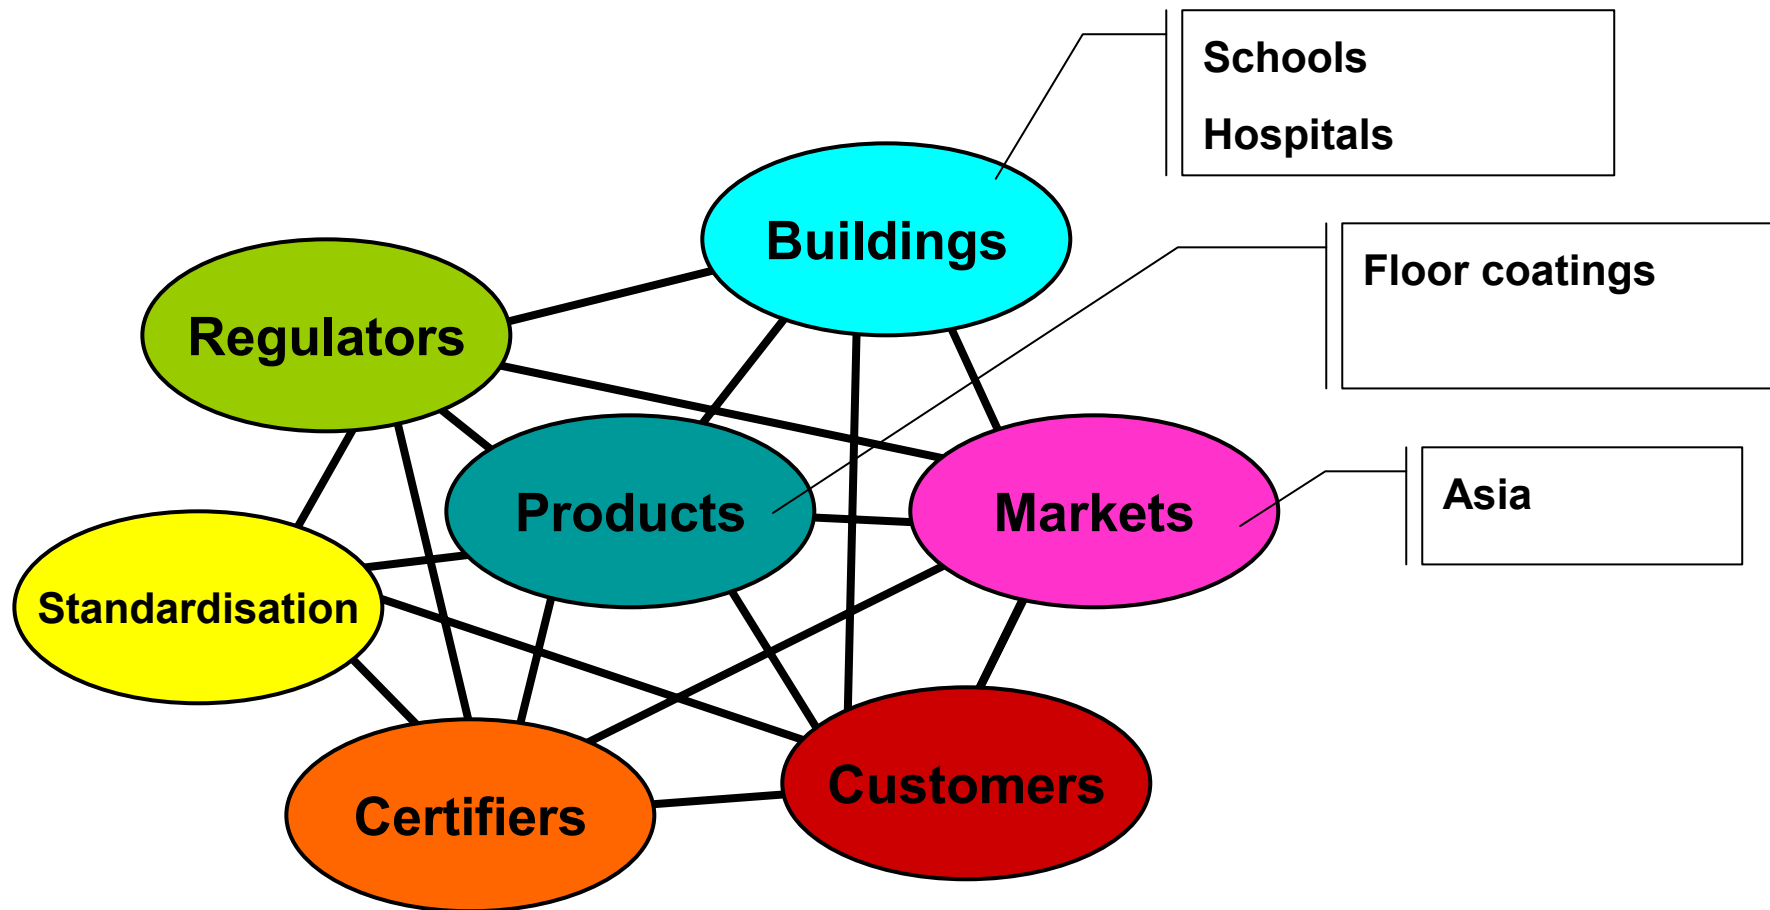 Schools
Hospitals
Buildings
Floor coatings
Regulators
Products
Markets
Asia
Standardisation
Certifiers
Customers